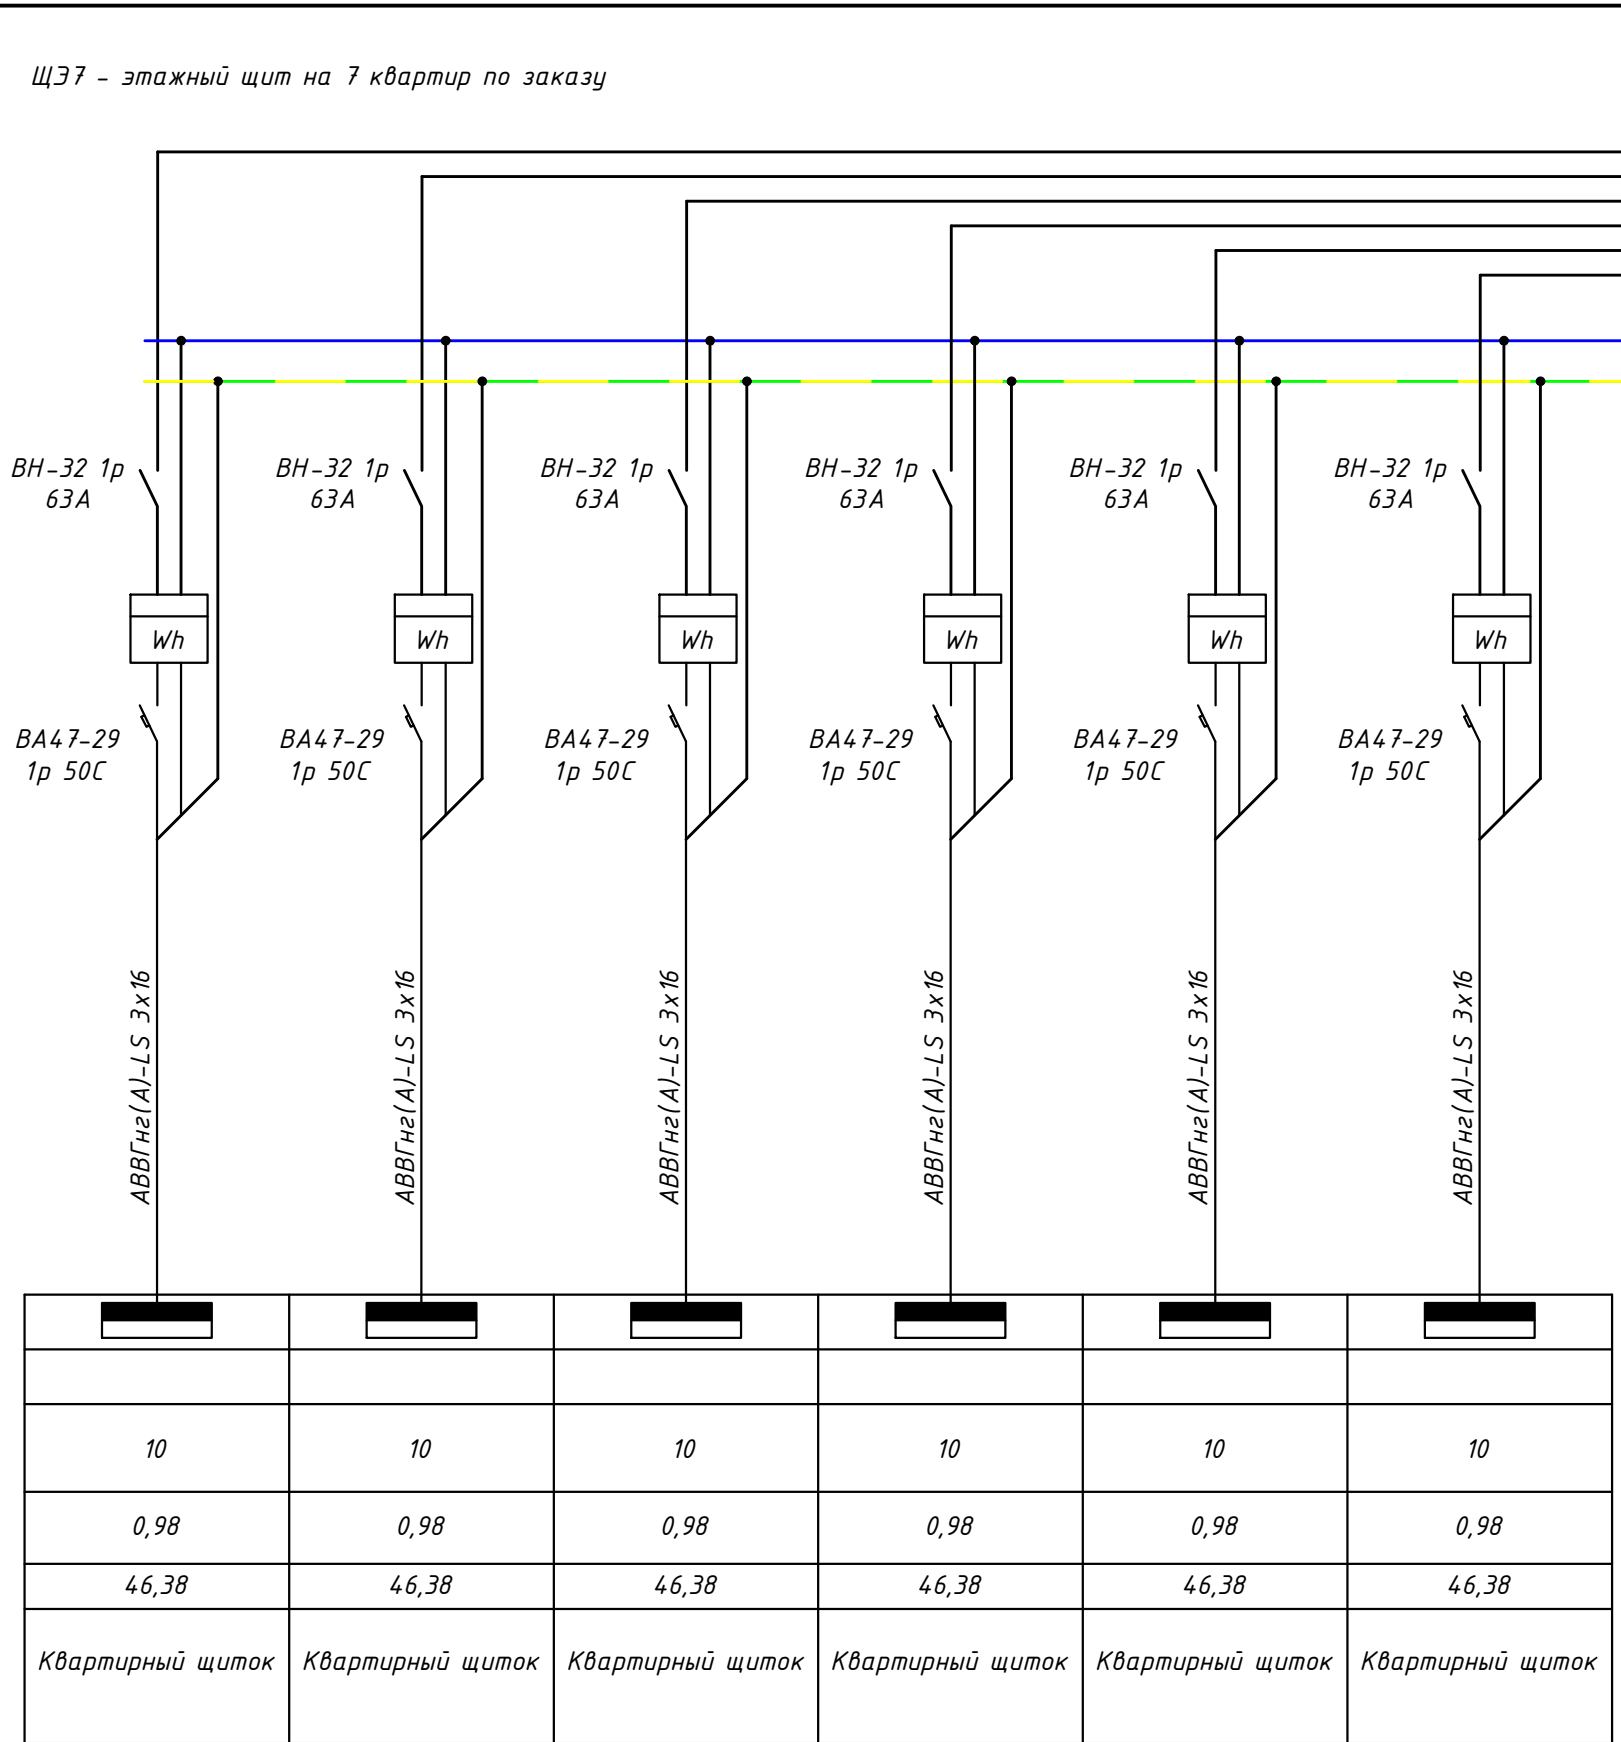 ЩЭ7 - этажный щит на 7 квартир по заказу
ВН-32 1р
63А
ВН-32 1р
63А
ВН-32 1р
63А
ВН-32 1р
63А
ВН-32 1р
63А
ВН-32 1р
63А
Wh
Wh
Wh
Wh
Wh
Wh
ВА47-29
1р 50С
ВА47-29
1р 50С
ВА47-29
1р 50С
ВА47-29
1р 50С
ВА47-29
1р 50С
ВА47-29
1р 50С
АВВГнг(А)-LS 3х16
АВВГнг(А)-LS 3х16
АВВГнг(А)-LS 3х16
АВВГнг(А)-LS 3х16
АВВГнг(А)-LS 3х16
АВВГнг(А)-LS 3х16
10 10 10 10 10 10
0,98 0,98 0,98 0,98 0,98 0,98
46,38 46,38 46,38 46,38 46,38 46,38
Квартирный щиток Квартирный щиток Квартирный щиток Квартирный щиток Квартирный щиток Квартирный щиток